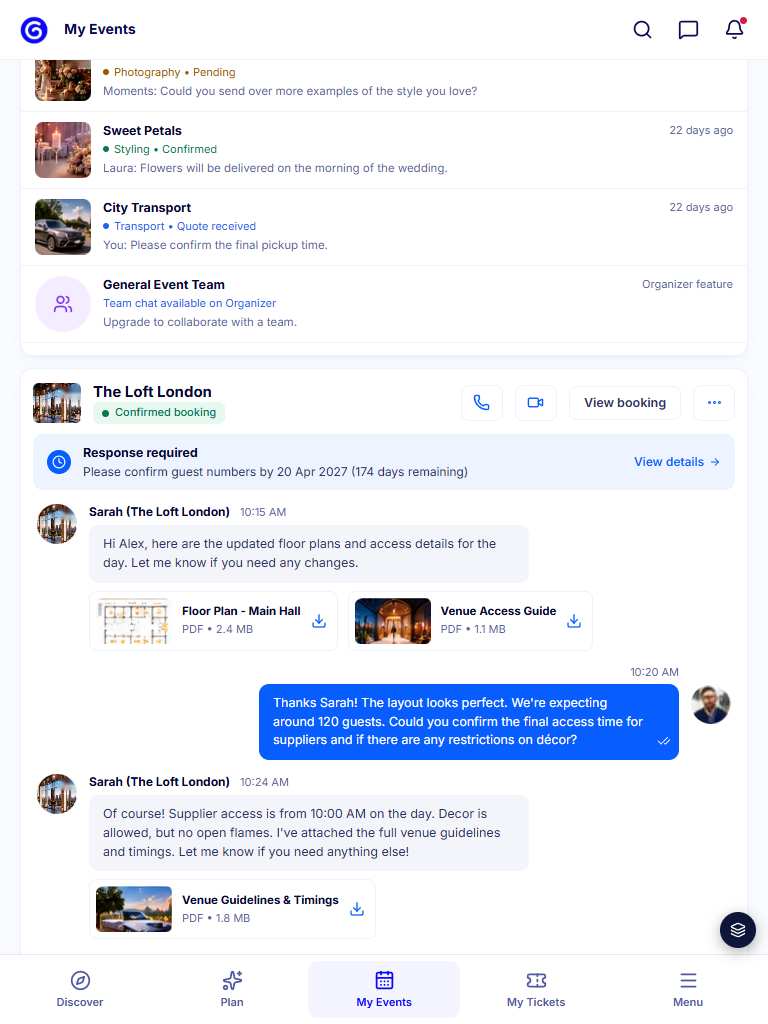 My Events
Photography • Pending
Moments: Could you send over more examples of the style you love?
Sweet Petals
22 days ago
Styling • Confirmed
Laura: Flowers will be delivered on the morning of the wedding.
City Transport
22 days ago
Transport • Quote received
You: Please confirm the final pickup time.
General Event Team
Organizer feature
Team chat available on Organizer
Upgrade to collaborate with a team.
The Loft London
Confirmed booking
View booking
Response required
Please confirm guest numbers by 20 Apr 2027 (174 days remaining)
View details →
Sarah (The Loft London) 10:15 AM
Hi Alex, here are the updated floor plans and access details for the
day. Let me know if you need any changes.
Floor Plan - Main Hall
PDF • 2.4 MB
Venue Access Guide
PDF • 1.1 MB
10:20 AM
Thanks Sarah! The layout looks perfect. We're expecting
around 120 guests. Could you confirm the final access time for
suppliers and if there are any restrictions on décor?
Sarah (The Loft London) 10:24 AM
Of course! Supplier access is from 10:00 AM on the day. Decor is
allowed, but no open flames. I've attached the full venue guidelines
and timings. Let me know if you need anything else!
Venue Guidelines & Timings
PDF • 1.8 MB
Discover
Plan
My Events
My Tickets
Menu